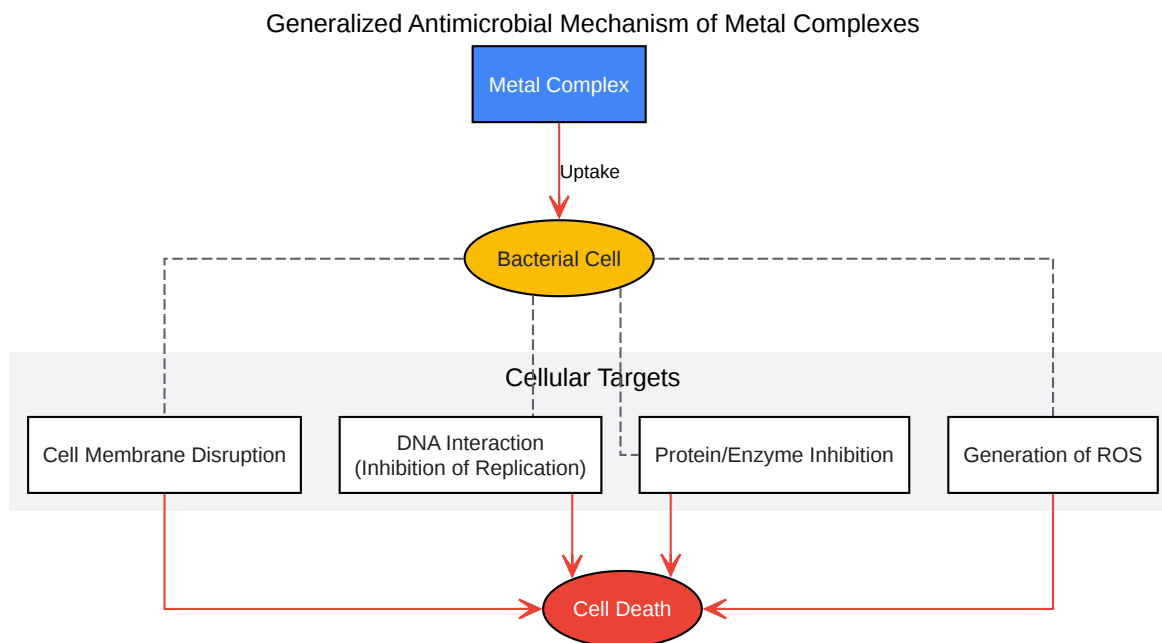 Generalized Antimicrobial Mechanism of Metal Complexes
Metal Complex
Uptake
Bacterial Cell
Cellular Targets
Cell Membrane Disruption
DNA Interaction
(Inhibition of Replication)
Protein/Enzyme Inhibition
Generation of ROS
Cell Death